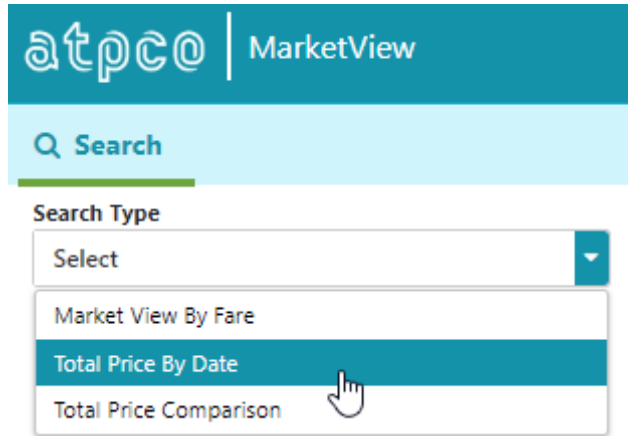 atpco | MarketView
Search
Search Type
Select
Market View By Fare
Total Price By Date
Total Price Comparison